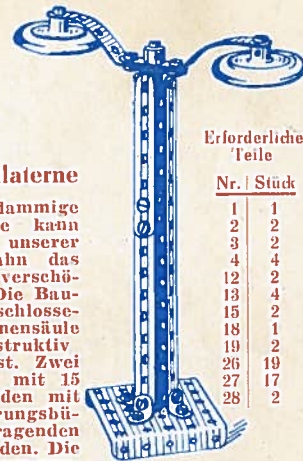 laterne
dammige
e kann
unserer
ahn das
verschö-
Die Bau-
schlosse-
nensäule
struktiv
st. Zwei
mit 15
den mit
rungsbü-
ragenden
den. Die
Erforderliche
Teile
Nr. Stück
1 1
2 2
3 2
4 4
12 2
13 4
15 2
18 1
19 2
26 19
27 17
28 2